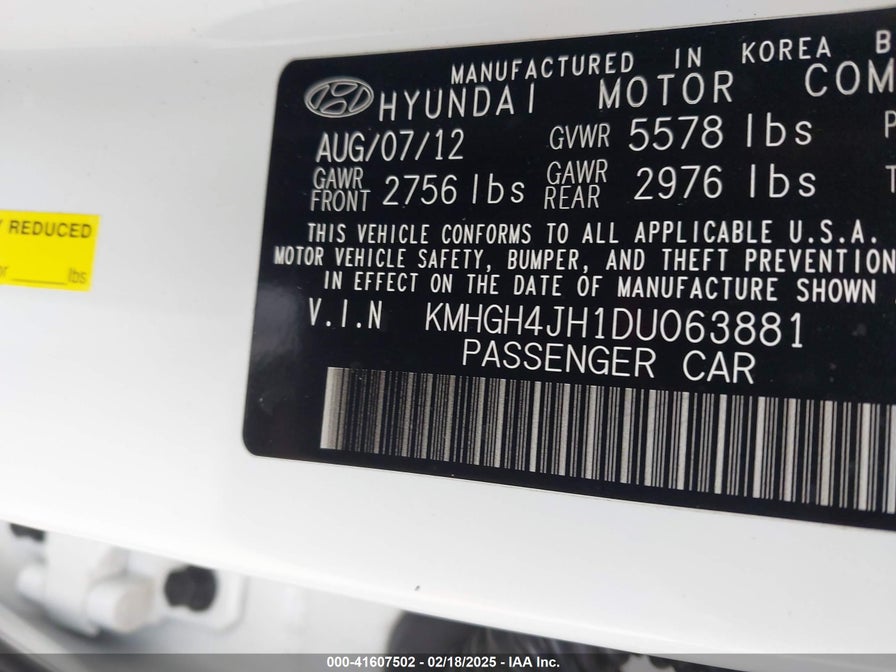 MANUFACTURED IN KOREA B
HYUNDAI MOTOR COM
AUG/07/12 GVWR 5578 lbs P
GAWR FRONT 2756 lbs GAWR REAR 2976 lbs T
THIS VEHICLE CONFORMS TO ALL APPLICABLE U.S.A.
MOTOR VEHICLE SAFETY, BUMPER, AND THEFT PREVENTION
IN EFFECT ON THE DATE OF MANUFACTURE SHOWN
V.I.N KMHGH4JH1DU063881
PASSENGER CAR
REDUCED
or ______lbs
000-41607502 - 02/18/2025 - IAA Inc.